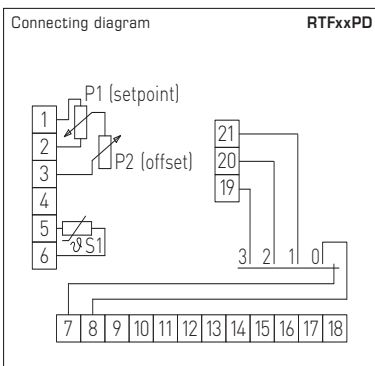 Connecting diagram RTFxxPD
P1 (setpoint)
P2 (offset)
1
2
3
4
5
6
ϑ S1
21
20
19
3 2 1 0
7 8 9 10 11 12 13 14 15 16 17 18